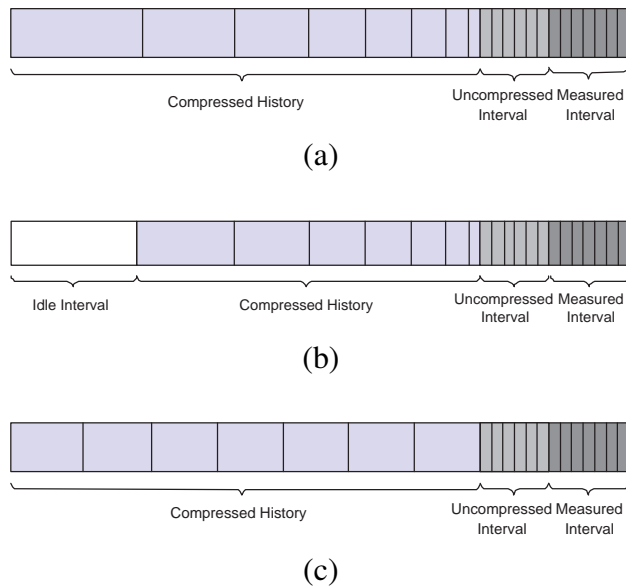 Compressed History
Uncompressed Interval
Measured Interval
(a)
Idle Interval
Compressed History
Uncompressed Interval
Measured Interval
(b)
Compressed History
Uncompressed Interval
Measured Interval
(c)